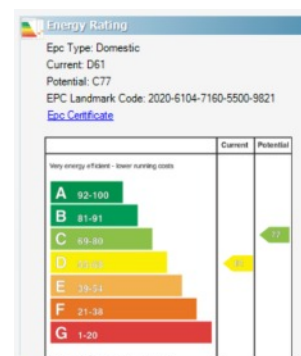 Energy Rating
Epc Type: Domestic
Current: D61
Potential: C77
EPC Landmark Code: 2020-6104-7160-5500-9821
Epc Certificate
Current Potential
Very energy efficient - lower running costs
A 92-100
B 81-91
C 69-80
77
D
E 39-54
F 21-38
G 1-20